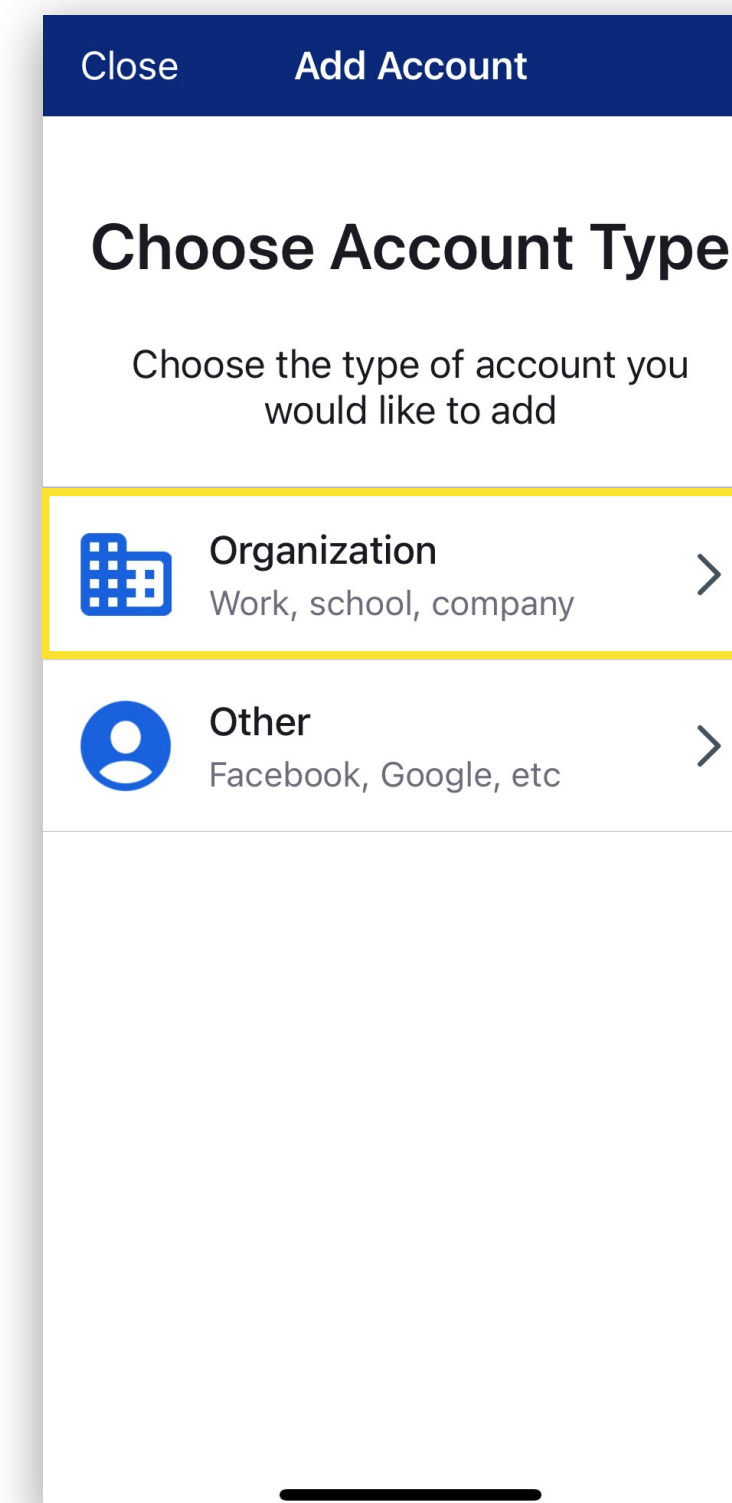 Close Add Account
Choose Account Type
Choose the type of account you
would like to add
Organization
Work, school, company
Other
Facebook, Google, etc